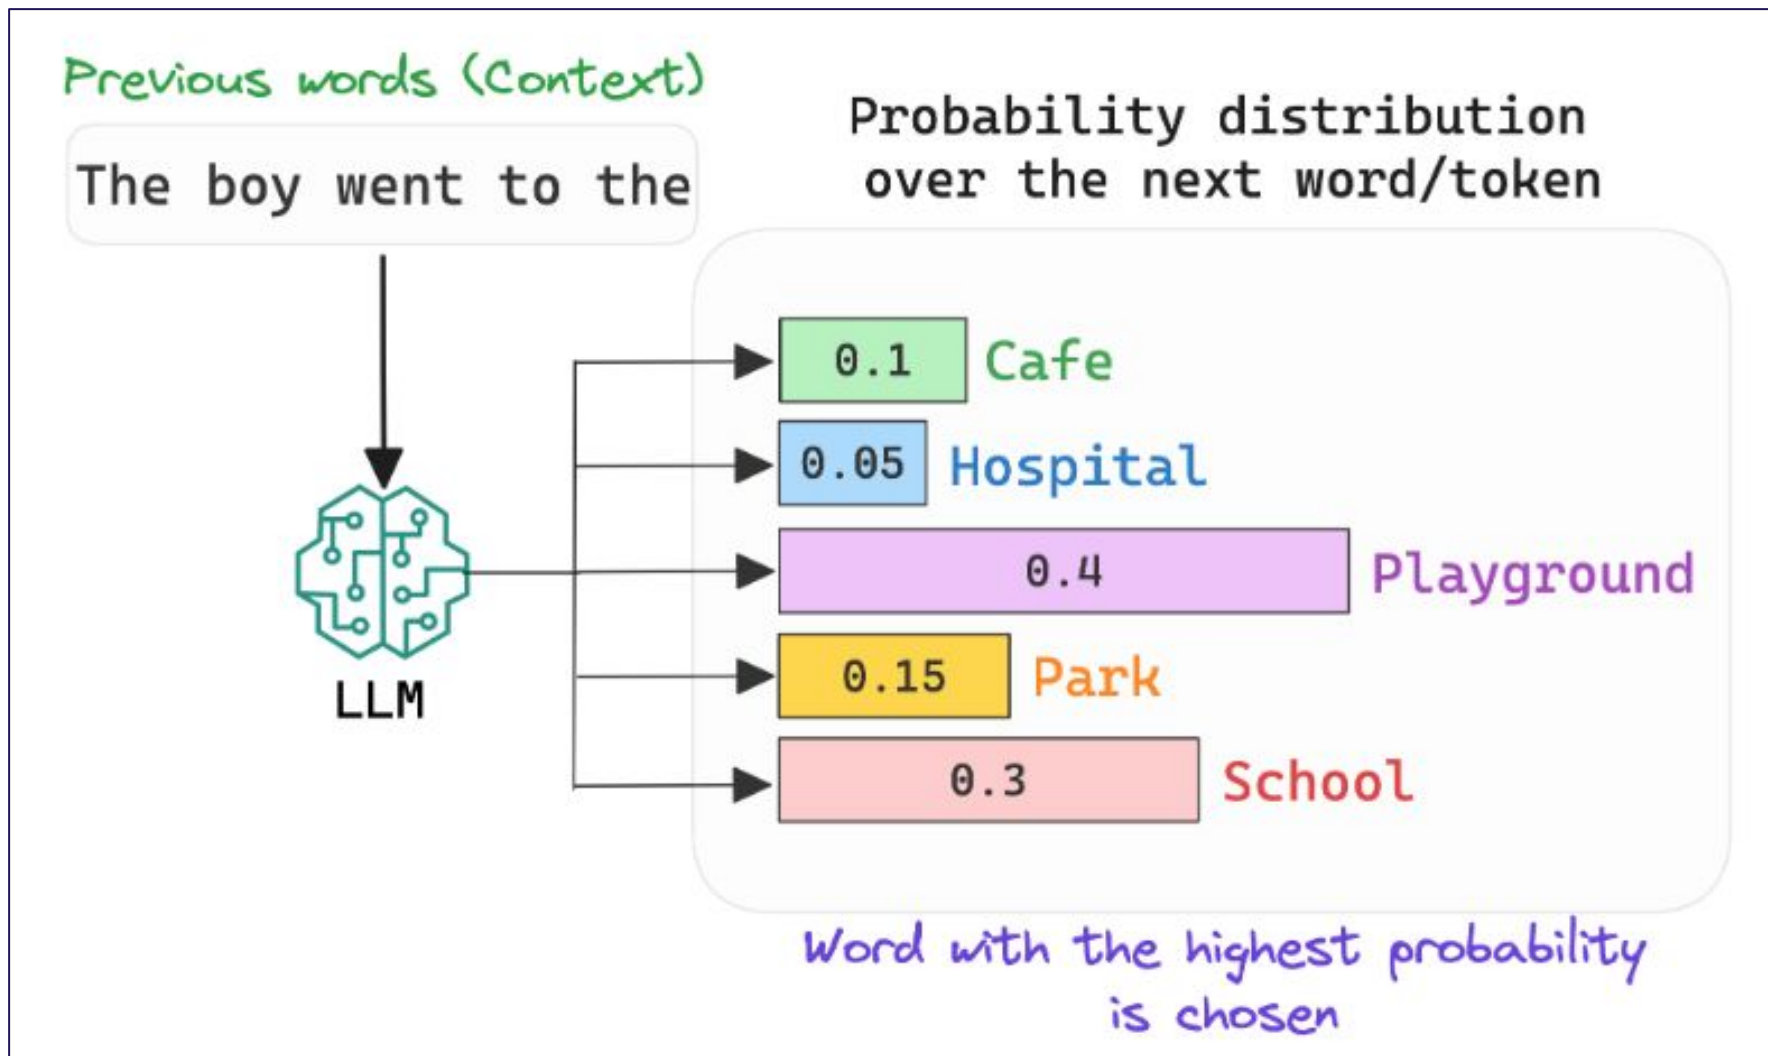 Previous words (Context)
The boy went to the
Probability distribution
over the next word/token
0.1 Cafe
0.05 Hospital
0.4 Playground
0.15 Park
0.3 School
LLM
Word with the highest probability
is chosen